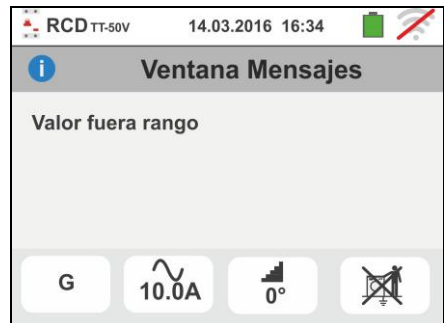 RCD TT-50V 14.03.2016 16:34
i Ventana Mensajes
Valor fuera rango
G 10.0A 0°